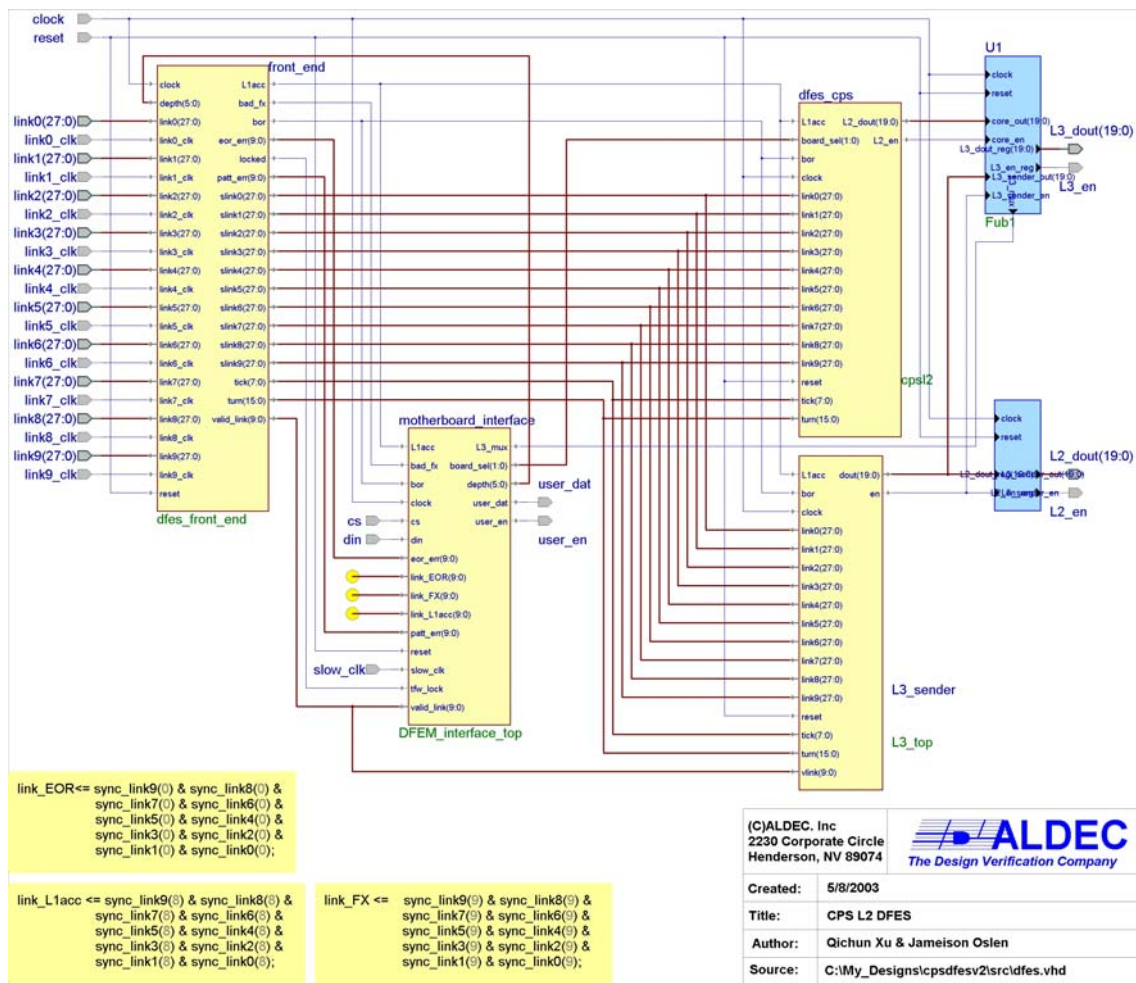 clock
reset
link0(27:0)
link0_clk
link1(27:0)
link1_clk
link2(27:0)
link2_clk
link3(27:0)
link3_clk
link4(27:0)
link4_clk
link5(27:0)
link5_clk
link6(27:0)
link6_clk
link7(27:0)
link7_clk
link8(27:0)
link8_clk
link9(27:0)
link9_clk
front_end
clock
depth(5:0)
link0(27:0)
link0_clk
link1(27:0)
link1_clk
link2(27:0)
link2_clk
link3(27:0)
link3_clk
link4(27:0)
link4_clk
link5(27:0)
link5_clk
link6(27:0)
link6_clk
link7(27:0)
link7_clk
link8(27:0)
link8_clk
link9(27:0)
link9_clk
reset
L1acc
bad_fx
bor
eor_err(9:0)
locked
patt_err(9:0)
slink0(27:0)
slink1(27:0)
slink2(27:0)
slink3(27:0)
slink4(27:0)
slink5(27:0)
slink6(27:0)
slink7(27:0)
slink8(27:0)
slink9(27:0)
tick(7:0)
turn(15:0)
valid_link(9:0)
dfes_front_end
motherboard_interface
L1acc
bad_fx
bor
clock
cs
din
eor_err(9:0)
link_EOR(9:0)
link_FX(9:0)
link_L1acc(9:0)
patt_err(9:0)
reset
slow_clk
tfw_lock
valid_link(9:0)
L3_mux
board_sel(1:0)
depth(5:0)
user_dat
user_en
DFEM_interface_top
cs
din
slow_clk
user_dat
user_en
dfes_cps
L1acc
board_sel(1:0)
bor
clock
link0(27:0)
link1(27:0)
link2(27:0)
link3(27:0)
link4(27:0)
link5(27:0)
link6(27:0)
link7(27:0)
link8(27:0)
link9(27:0)
reset
tick(7:0)
turn(15:0)
L2_dout(19:0)
L2_en
cpsl2
L1acc
bor
clock
link0(27:0)
link1(27:0)
link2(27:0)
link3(27:0)
link4(27:0)
link5(27:0)
link6(27:0)
link7(27:0)
link8(27:0)
link9(27:0)
reset
tick(7:0)
turn(15:0)
vlink(9:0)
dout(19:0)
en
L3_sender
L3_top
U1
clock
reset
core_out(19:0)
core_en
L3_dout_reg(19:0)
L3_en_reg
L3_sender_out(19:0)
L3_sender_en
L3_mux
Fub1
L3_dout(19:0)
L3_en
clock
reset
L2_dout(19:0)
L2_en
link_EOR<= sync_link9(0) & sync_link8(0) &
sync_link7(0) & sync_link6(0) &
sync_link5(0) & sync_link4(0) &
sync_link3(0) & sync_link2(0) &
sync_link1(0) & sync_link0(0);
link_L1acc <= sync_link9(8) & sync_link8(8) &
sync_link7(8) & sync_link6(8) &
sync_link5(8) & sync_link4(8) &
sync_link3(8) & sync_link2(8) &
sync_link1(8) & sync_link0(8);
link_FX <= sync_link9(9) & sync_link8(9) &
sync_link7(9) & sync_link6(9) &
sync_link5(9) & sync_link4(9) &
sync_link3(9) & sync_link2(9) &
sync_link1(9) & sync_link0(9);
(C)ALDEC. Inc
2230 Corporate Circle
Henderson, NV 89074
ALDEC
The Design Verification Company
Created: 5/8/2003
Title: CPS L2 DFES
Author: Qichun Xu & Jameison Oslen
Source: C:\My_Designs\cpsdfesv2\src\dfes.vhd